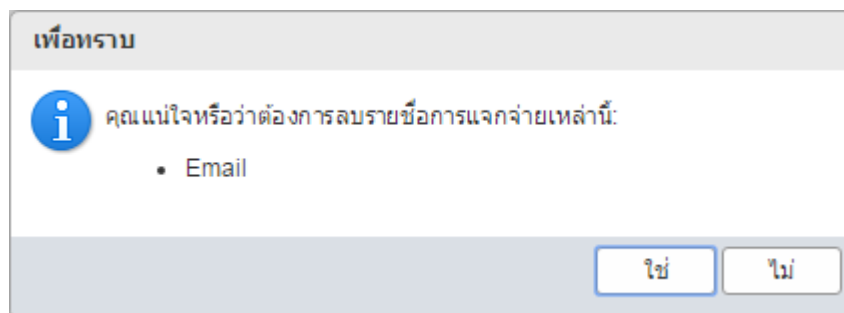 เพื่อทราบ
คุณแน่ใจหรือว่าต้องการลบรายชื่อการแจกจ่ายเหล่านี้:
• Email
ใช่ ไม่